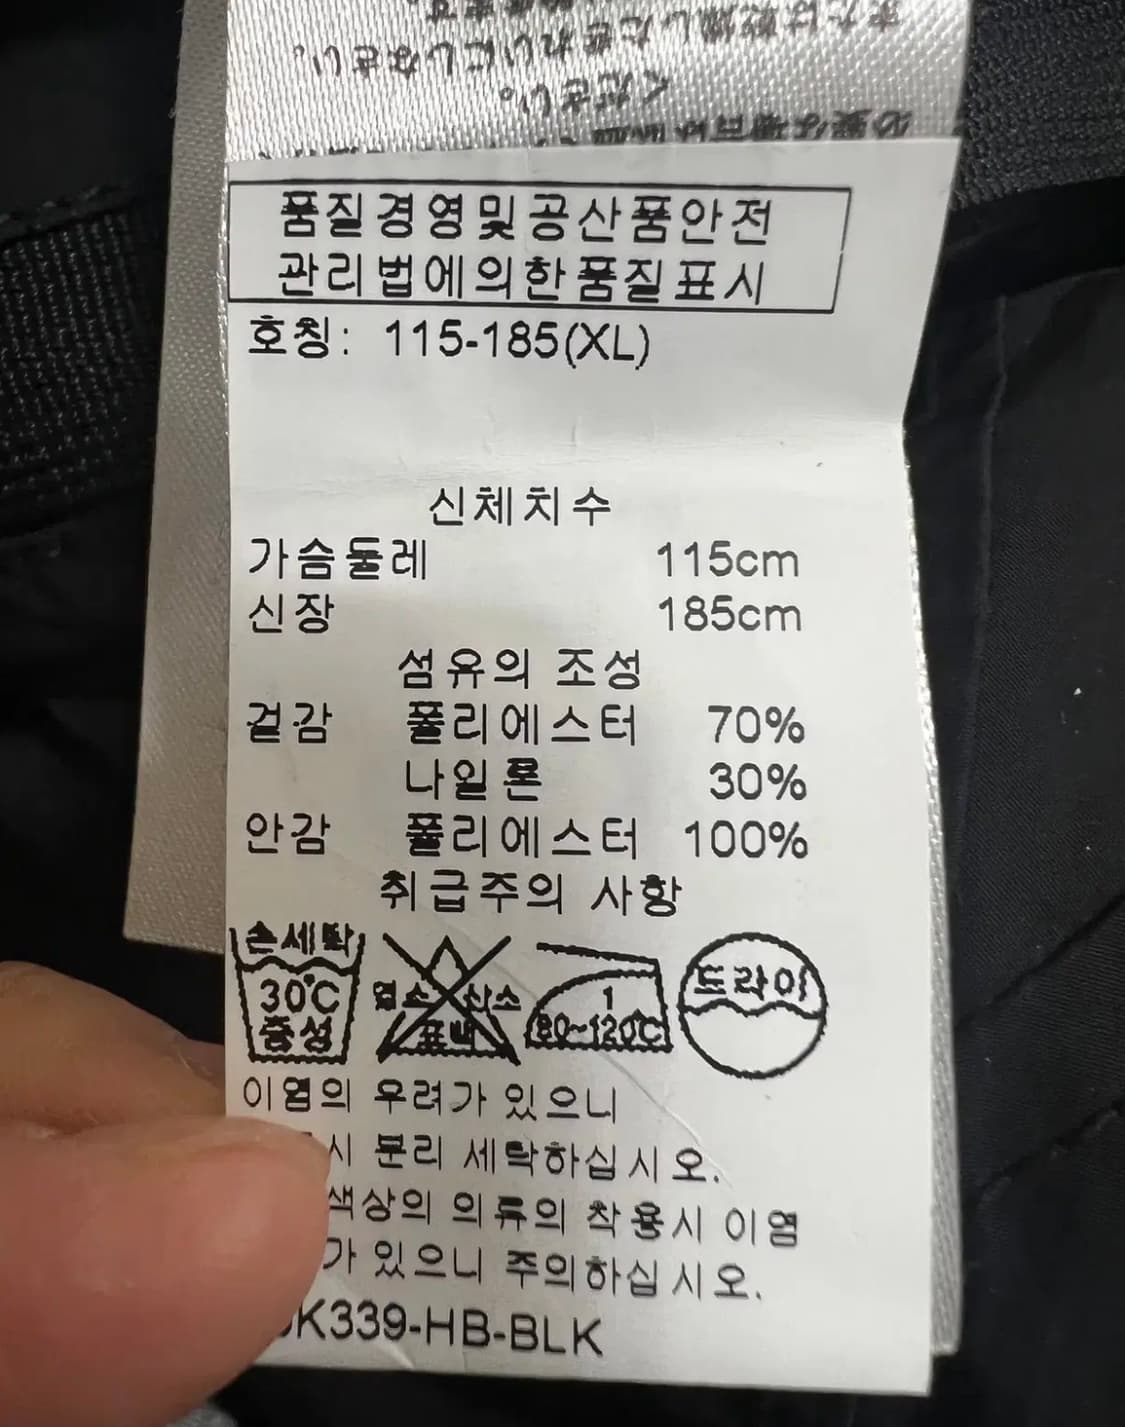 ください。
품질경영및공산품안전
관리법에의한품질표시
호칭: 115-185(XL)
신체치수
가슴둘레 115cm
신장 185cm
섬유의 조성
겉감 폴리에스터 70%
나일론 30%
안감 폴리에스터 100%
취급주의 사항
손세탁 30℃ 중성
염소 산소 표백
1 80~120℃
드라이
이염의 우려가 있으니
시 분리 세탁하십시오.
색상의 의류의 착용시 이염
가 있으니 주의하십시오.
K339-HB-BLK